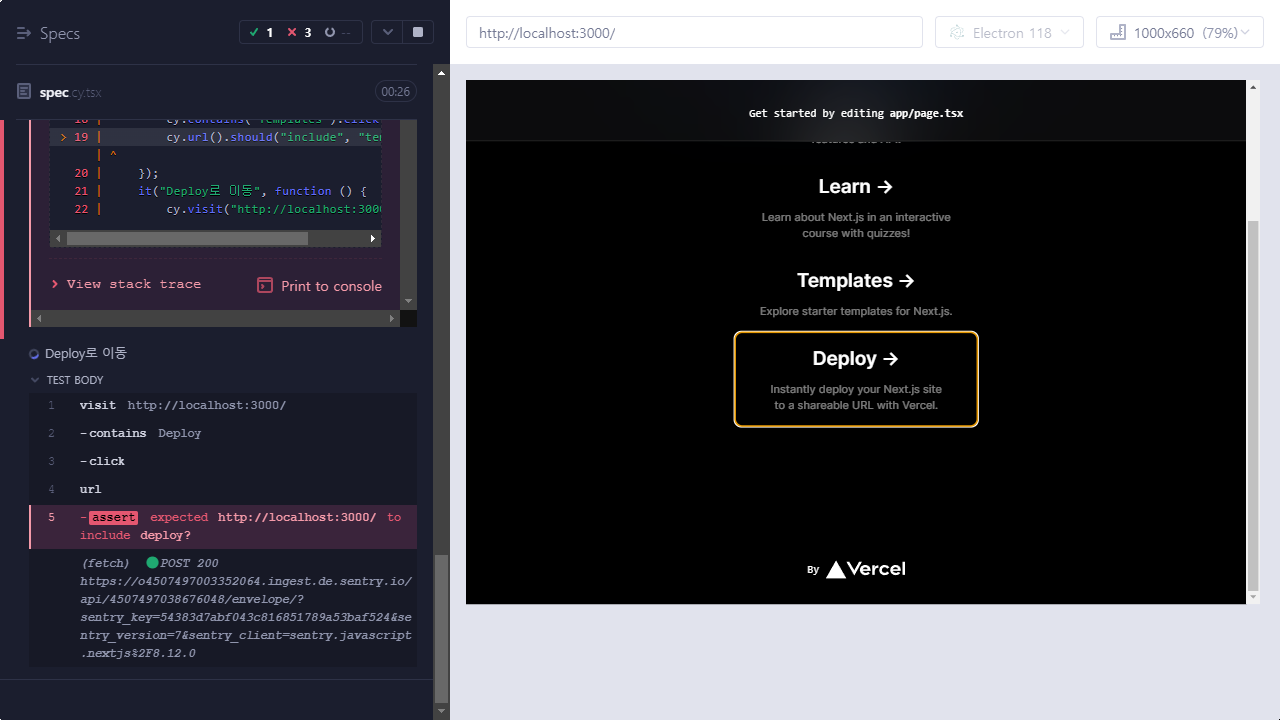 Specs
1 3 --
spec.cy.tsx 00:26
18 | cy.contains("Templates").click
> 19 | cy.url().should("include", "ten
| ^
20 | });
21 | it("Deploy로 이동", function () {
22 | cy.visit("http://localhost:3000
View stack trace
Print to console
Deploy로 이동
TEST BODY
1 visit http://localhost:3000/
2 -contains Deploy
3 -click
4 url
5 -assert expected http://localhost:3000/ to
include deploy?
(fetch) POST 200
https://o4507497003352064.ingest.de.sentry.io/
api/4507497038676048/envelope/?
sentry_key=54383d7abf043c816851789a53baf524&se
ntry_version=7&sentry_client=sentry.javascript
.nextjs%2F8.12.0
http://localhost:3000/
Electron 118
1000x660 (79%)
Get started by editing app/page.tsx
Learn →
Learn about Next.js in an interactive
course with quizzes!
Templates →
Explore starter templates for Next.js.
Deploy →
Instantly deploy your Next.js site
to a shareable URL with Vercel.
By Vercel